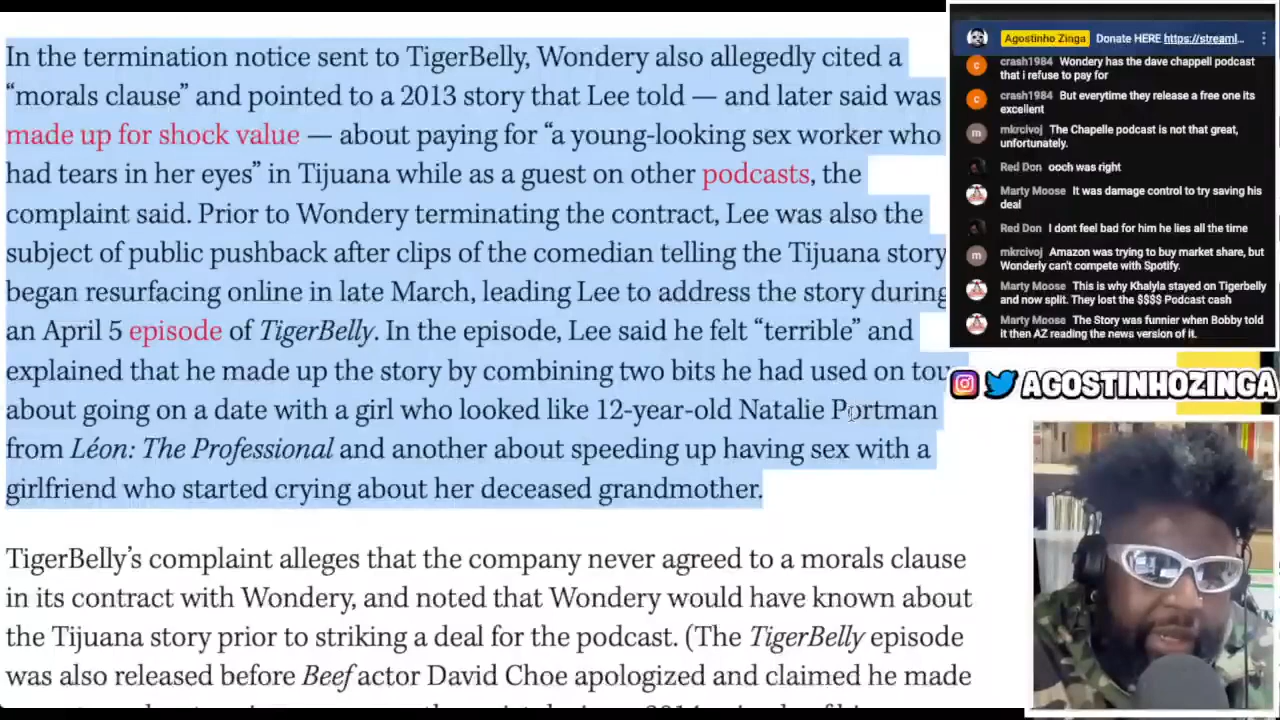 In the termination notice sent to TigerBelly, Wondery also allegedly cited a
“morals clause” and pointed to a 2013 story that Lee told — and later said was
made up for shock value — about paying for “a young-looking sex worker who
had tears in her eyes” in Tijuana while as a guest on other podcasts, the
complaint said. Prior to Wondery terminating the contract, Lee was also the
subject of public pushback after clips of the comedian telling the Tijuana story
began resurfacing online in late March, leading Lee to address the story during
an April 5 episode of TigerBelly. In the episode, Lee said he felt “terrible” and
explained that he made up the story by combining two bits he had used on tou
about going on a date with a girl who looked like 12-year-old Natalie Portman
from Léon: The Professional and another about speeding up having sex with a
girlfriend who started crying about her deceased grandmother.
TigerBelly’s complaint alleges that the company never agreed to a morals clause
in its contract with Wondery, and noted that Wondery would have known about
the Tijuana story prior to striking a deal for the podcast. (The TigerBelly episode
was also released before Beef actor David Choe apologized and claimed he made
Agostinho Zinga Donate HERE https://streaml...
crash1984 Wondery has the dave chappell podcast
that i refuse to pay for
crash1984 But everytime they release a free one its
excellent
mkrcivoj The Chapelle podcast is not that great,
unfortunately.
Red Don ooch was right
Marty Moose It was damage control to try saving his
deal
Red Don I dont feel bad for him he lies all the time
mkrcivoj Amazon was trying to buy market share, but
Wonderly can't compete with Spotify.
Marty Moose This is why Khalyla stayed on Tigerbelly
and now split. They lost the $$$$ Podcast cash
Marty Moose The Story was funnier when Bobby told
it then AZ reading the news version of it.
AGOSTINHOZINGA